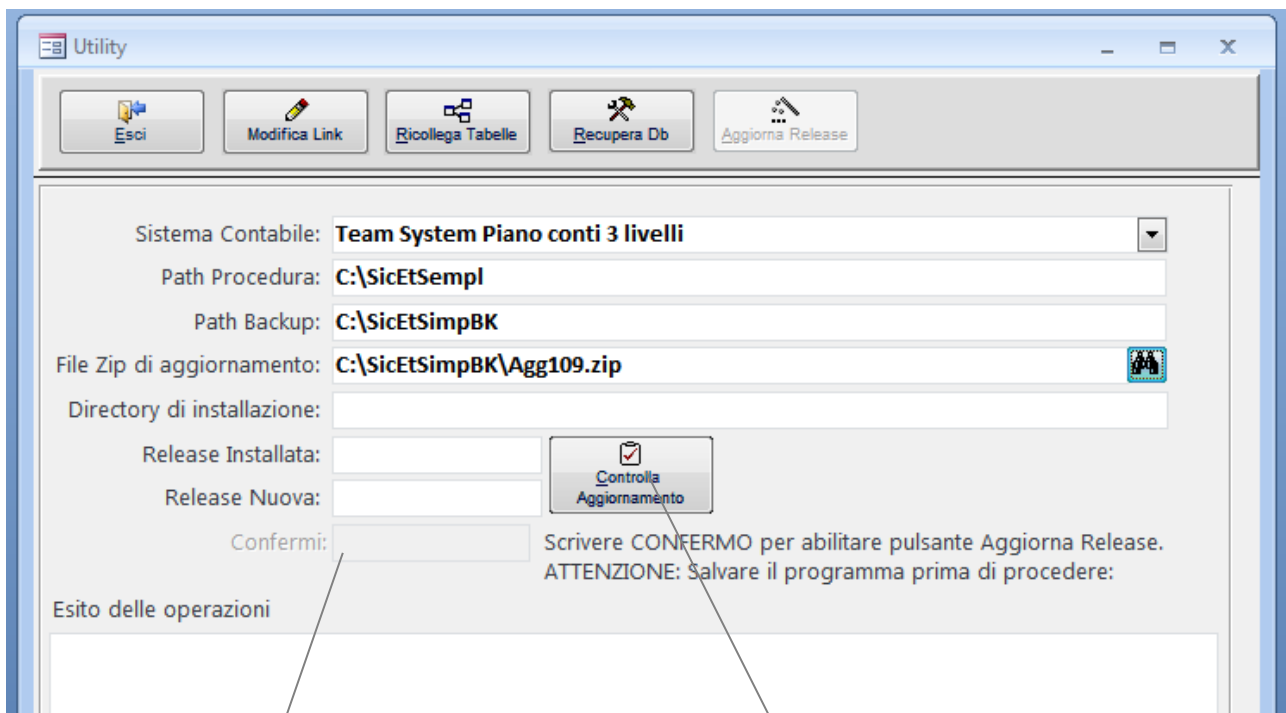 Utility
Esci Modifica Link Ricollega Tabelle Recupera Db Aggiorna Release
Sistema Contabile: Team System Piano conti 3 livelli
Path Procedura: C:\SicEtSempl
Path Backup: C:\SicEtSimpBK
File Zip di aggiornamento: C:\SicEtSimpBK\Agg109.zip
Directory di installazione:
Release Installata:
Controlla
Release Nuova:
Aggiornamento
Confermi: Scrivere CONFERMO per abilitare pulsante Aggiorna Release.
ATTENZIONE: Salvare il programma prima di procedere:
Esito delle operazioni